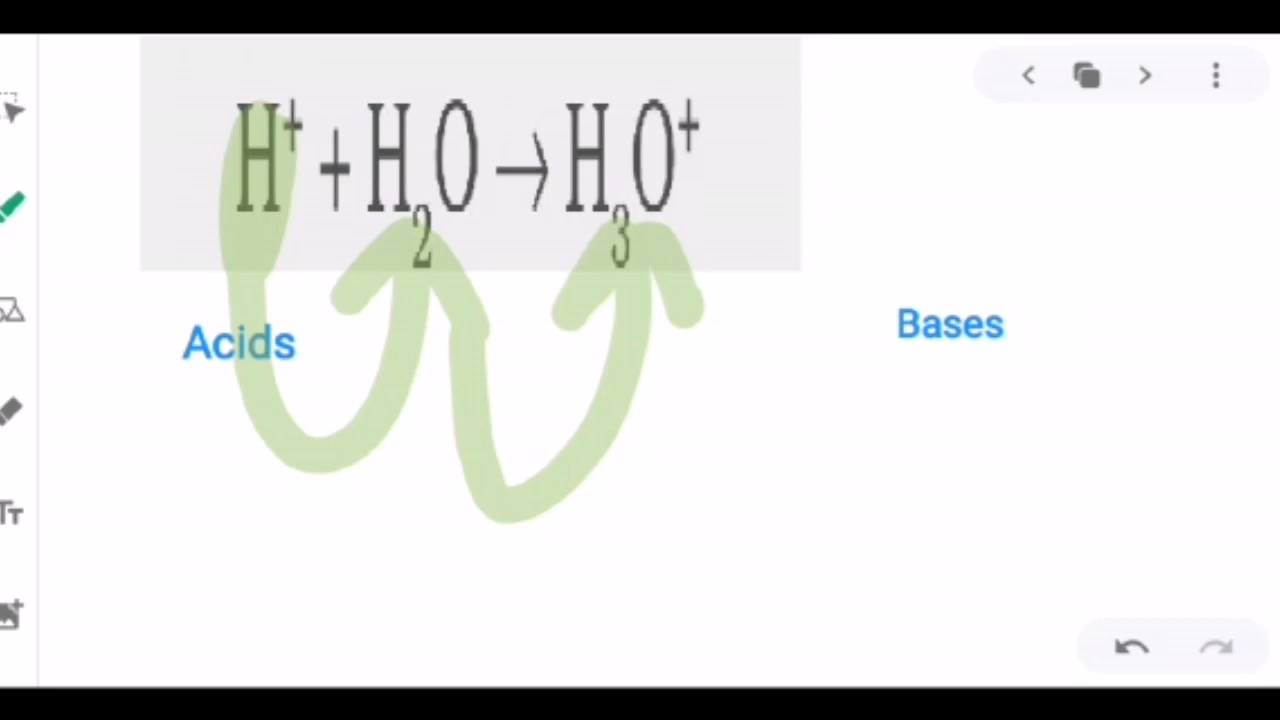 H⁺ + H₂O → H₃O⁺
Acids
Bases